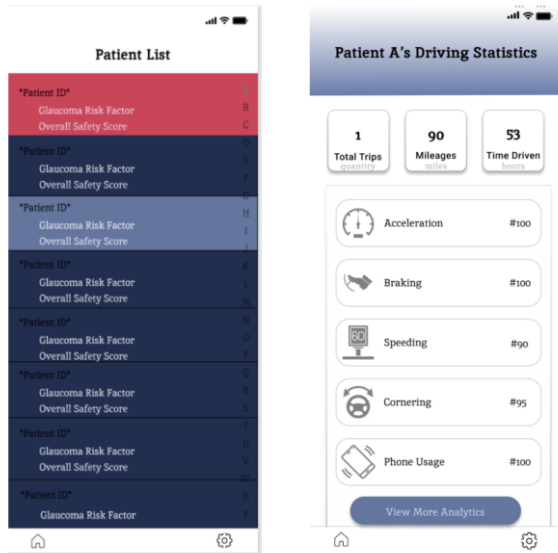 Patient List
*Patient ID*
Glaucoma Risk Factor
Overall Safety Score
*Patient ID*
Glaucoma Risk Factor
Overall Safety Score
*Patient ID*
Glaucoma Risk Factor
Overall Safety Score
*Patient ID*
Glaucoma Risk Factor
Overall Safety Score
*Patient ID*
Glaucoma Risk Factor
Overall Safety Score
*Patient ID*
Glaucoma Risk Factor
Overall Safety Score
*Patient ID*
Glaucoma Risk Factor
Overall Safety Score
*Patient ID*
Glaucoma Risk Factor
A
B
C
D
E
F
G
H
I
J
K
L
M
N
O
P
Q
R
S
T
U
V
W
X
Y
Patient A's Driving Statistics
1
Total Trips
quantity
90
Mileages
miles
53
Time Driven
hours
Acceleration #100
Braking #100
60
Speeding #90
Cornering #95
Phone Usage #100
View More Analytics